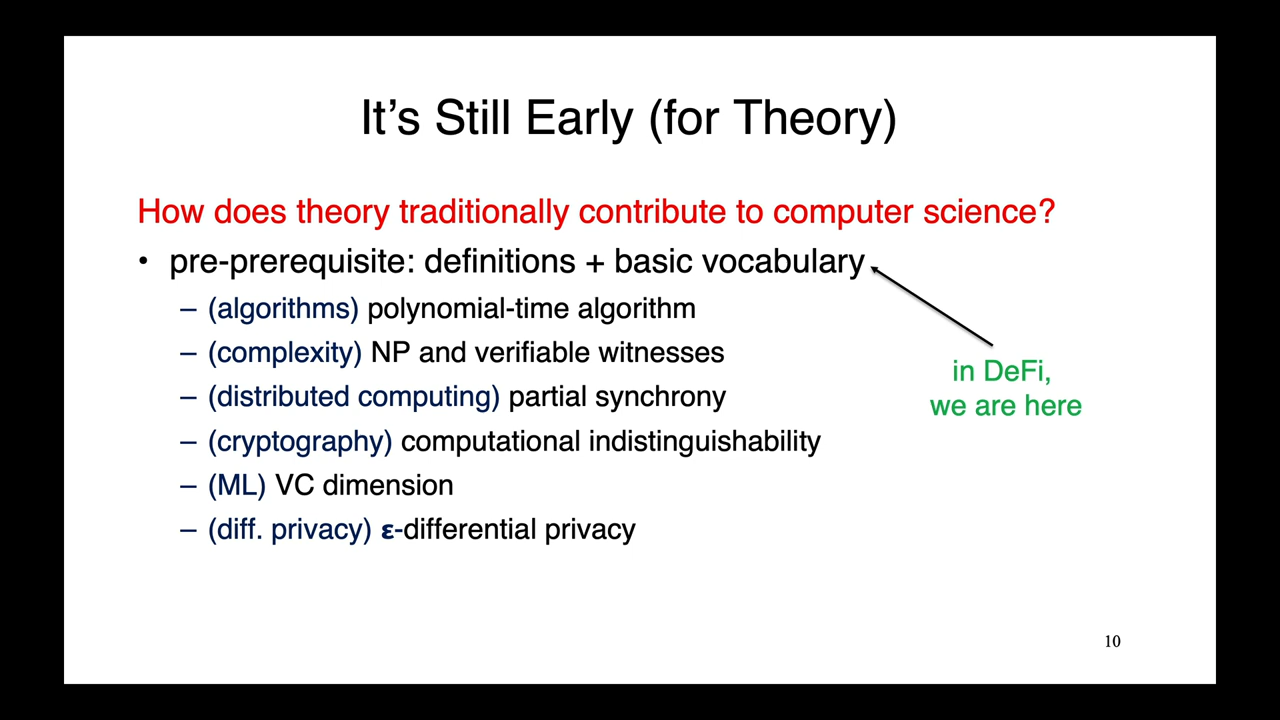 It's Still Early (for Theory)
How does theory traditionally contribute to computer science?
• pre-prerequisite: definitions + basic vocabulary
– (algorithms) polynomial-time algorithm
– (complexity) NP and verifiable witnesses
in DeFi,
we are here
– (distributed computing) partial synchrony
– (cryptography) computational indistinguishability
– (ML) VC dimension
– (diff. privacy) ε-differential privacy
10